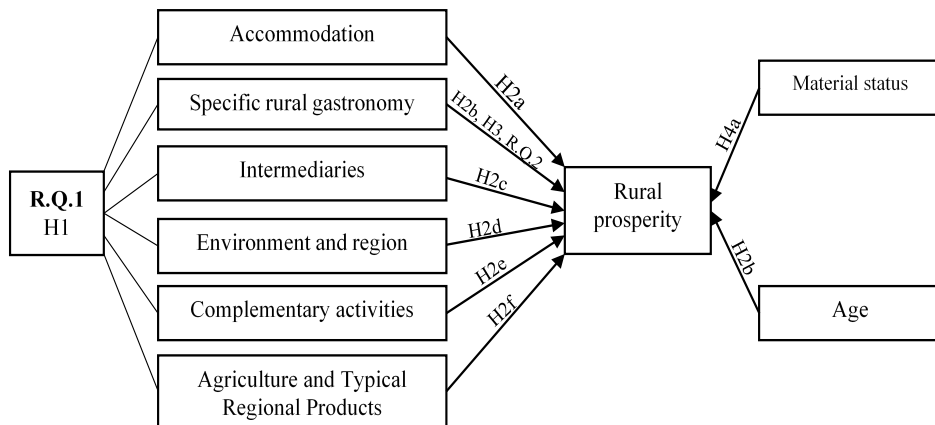 Accommodation
Specific rural gastronomy
Intermediaries
Environment and region
Complementary activities
Agriculture and Typical
Regional Products
R.Q.1
H1
H2a
H2b, H3, R.Q.2
H2c
H2d
H2e
H2f
Rural
prosperity
H4a
H2b
Material status
Age